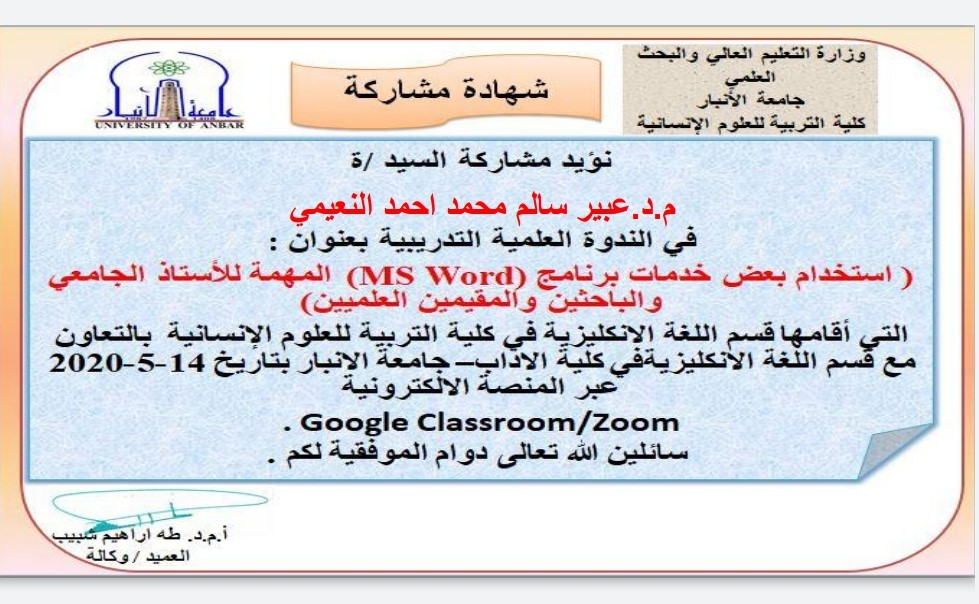 وزارة التعليم العالي والبحث
العلمي
جامعة الأنبار
كلية التربية للعلوم الإنسانية
شهادة مشاركة
جامعة الأنبار
UNIVERSITY OF ANBAR
نؤيد مشاركة السيد /ة
م.د.عبير سالم محمد احمد النعيمي
في الندوة العلمية التدريبية بعنوان :
( استخدام بعض خدمات برنامج (MS Word) المهمة للأستاذ الجامعي
والباحثين والمقيمين العلميين)
التي أقامها قسم اللغة الانكليزية في كلية التربية للعلوم الإنسانية بالتعاون
مع قسم اللغة الانكليزيةفي كلية الاداب– جامعة الانبار بتاريخ 14-5-2020
عبر المنصة الالكترونية
Google Classroom/Zoom .
سائلين الله تعالى دوام الموفقية لكم .
أ.م.د. طه اراهيم شبيب
العميد / وكالة